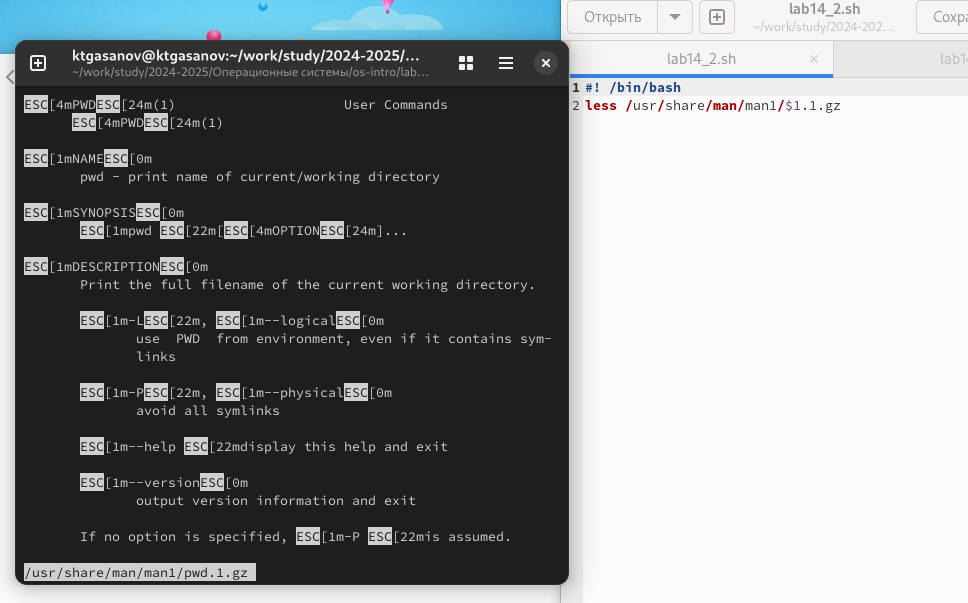 ktgasanov@ktgasanov:~/work/study/2024-2025/...
~/work/study/2024-2025/Операционные системы/os-intro/lab...
ESC[4mPWDESC[24m(1) User Commands
ESC[4mPWDESC[24m(1)
ESC[1mNAMEESC[0m
pwd - print name of current/working directory
ESC[1mSYNOPSISESC[0m
ESC[1mpwd ESC[22m[ESC[4mOPTIONESC[24m]...
ESC[1mDESCRIPTIONESC[0m
Print the full filename of the current working directory.
ESC[1m-LESC[22m, ESC[1m--logicalESC[0m
use PWD from environment, even if it contains sym-
links
ESC[1m-PESC[22m, ESC[1m--physicalESC[0m
avoid all symlinks
ESC[1m--help ESC[22mdisplay this help and exit
ESC[1m--versionESC[0m
output version information and exit
If no option is specified, ESC[1m-P ESC[22mis assumed.
/usr/share/man/man1/pwd.1.gz
Открыть
lab14_2.sh
~/work/study/2024-202...
Сохра
lab14_2.sh
lab14
1 #! /bin/bash
2 less /usr/share/man/man1/$1.1.gz